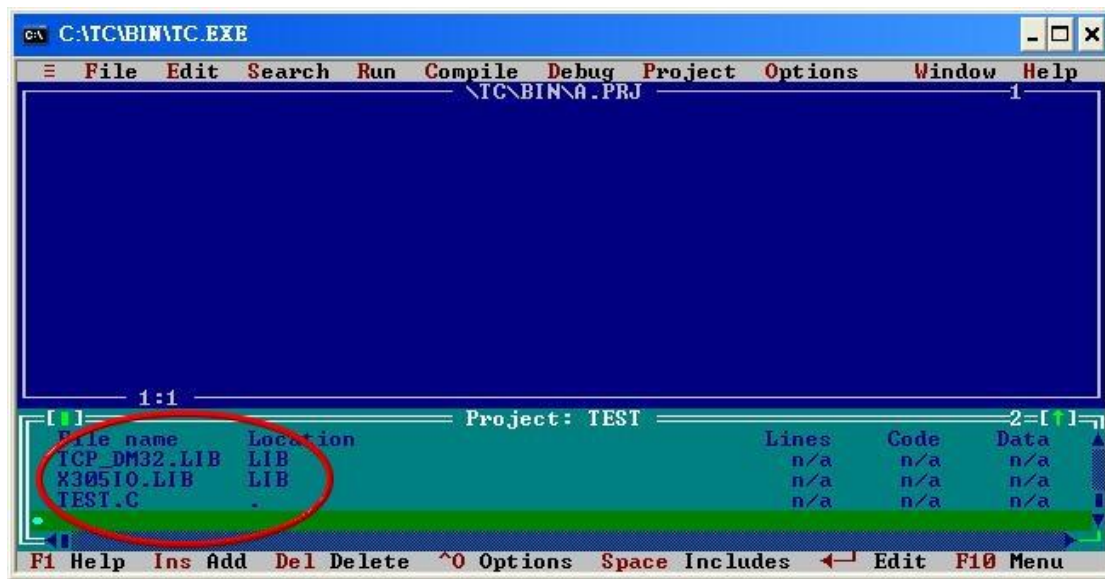 C:\TC\BIN\TC.EXE
≡ File Edit Search Run Compile Debug Project Options Window Help
\TC\BIN\A.PRJ 1
1:1
Project: TEST 2=[↑]
File name Location Lines Code Data
TCP_DM32.LIB LIB n/a n/a n/a
X305IO.LIB LIB n/a n/a n/a
TEST.C . n/a n/a n/a
F1 Help Ins Add Del Delete ^O Options Space Includes ◄─┘ Edit F10 Menu